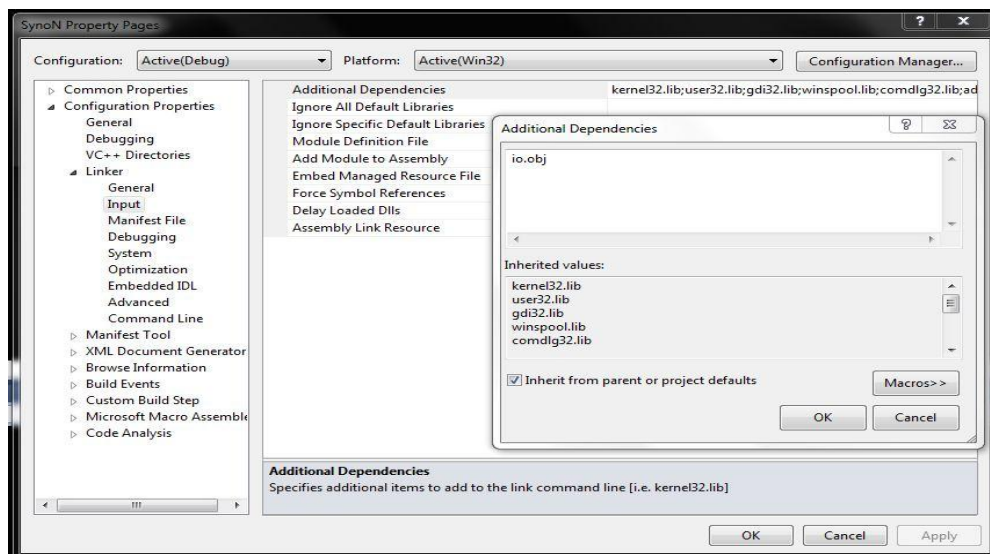 SynoN Property Pages
Configuration: Active(Debug) Platform: Active(Win32) Configuration Manager...
Common Properties
Configuration Properties
General
Debugging
VC++ Directories
Linker
General
Input
Manifest File
Debugging
System
Optimization
Embedded IDL
Advanced
Command Line
Manifest Tool
XML Document Generator
Browse Information
Build Events
Custom Build Step
Microsoft Macro Assemble
Code Analysis
Additional Dependencies kernel32.lib;user32.lib;gdi32.lib;winspool.lib;comdlg32.lib;ad
Ignore All Default Libraries
Ignore Specific Default Libraries
Module Definition File
Add Module to Assembly
Embed Managed Resource File
Force Symbol References
Delay Loaded Dlls
Assembly Link Resource
Additional Dependencies
io.obj
Inherited values:
kernel32.lib
user32.lib
gdi32.lib
winspool.lib
comdlg32.lib
Inherit from parent or project defaults
Macros>>
OK Cancel
Additional Dependencies
Specifies additional items to add to the link command line [i.e. kernel32.lib]
OK Cancel Apply